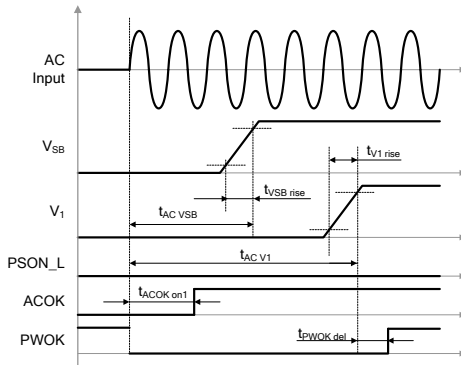 AC
Input
VSB
tV1 rise
tVSB rise
V1
tAC VSB
tAC V1
PSON_L
tACOK on1
ACOK
tPWOK del
PWOK